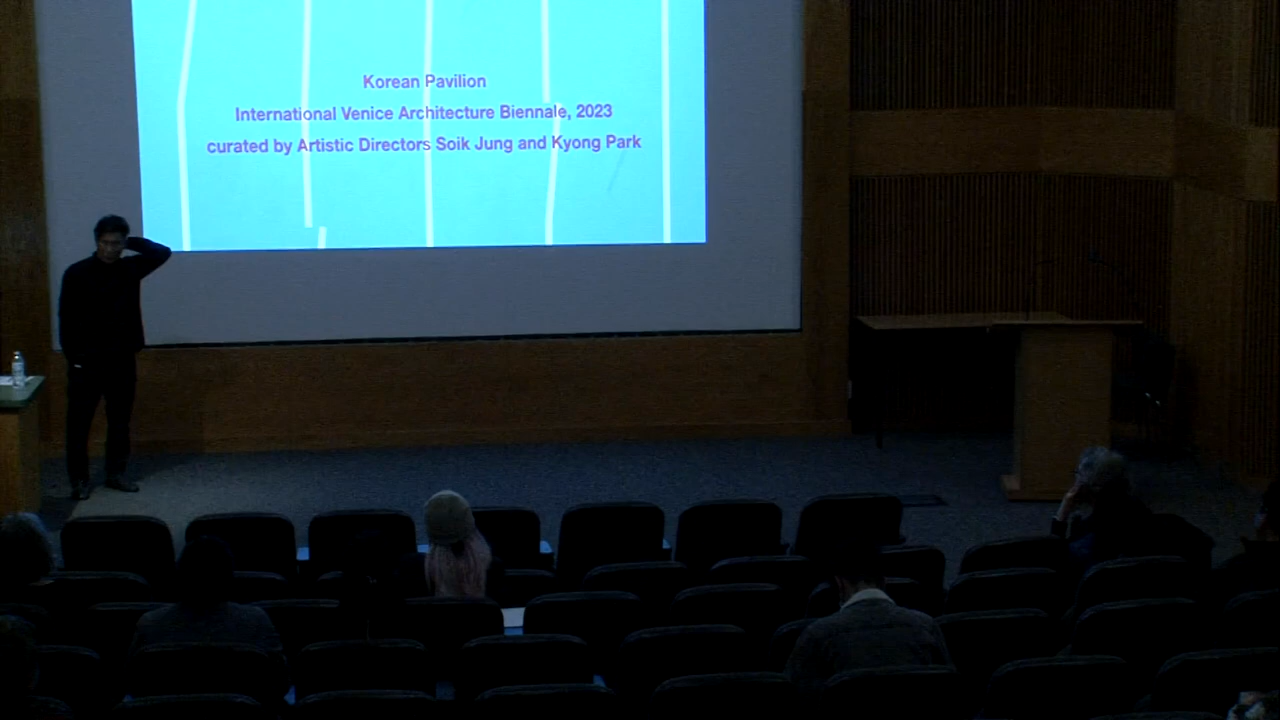 Korean Pavilion
International Venice Architecture Biennale, 2023
curated by Artistic Directors Soik Jung and Kyong Park